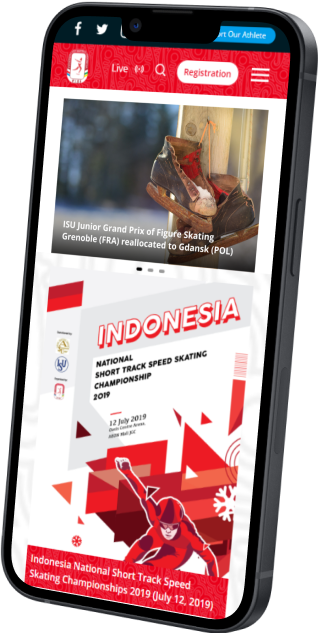 rt Our Athlete
Live
Registration
ISU Junior Grand Prix of Figure Skating
Grenoble (FRA) reallocated to Gdansk (POL)
INDONESIA
NATIONAL
SHORT TRACK SPEED SKATING
CHAMPIONSHIP
2019
12 July 2019
Indonesia National Short Track Speed
Skating Championships 2019 (July 12, 2019)